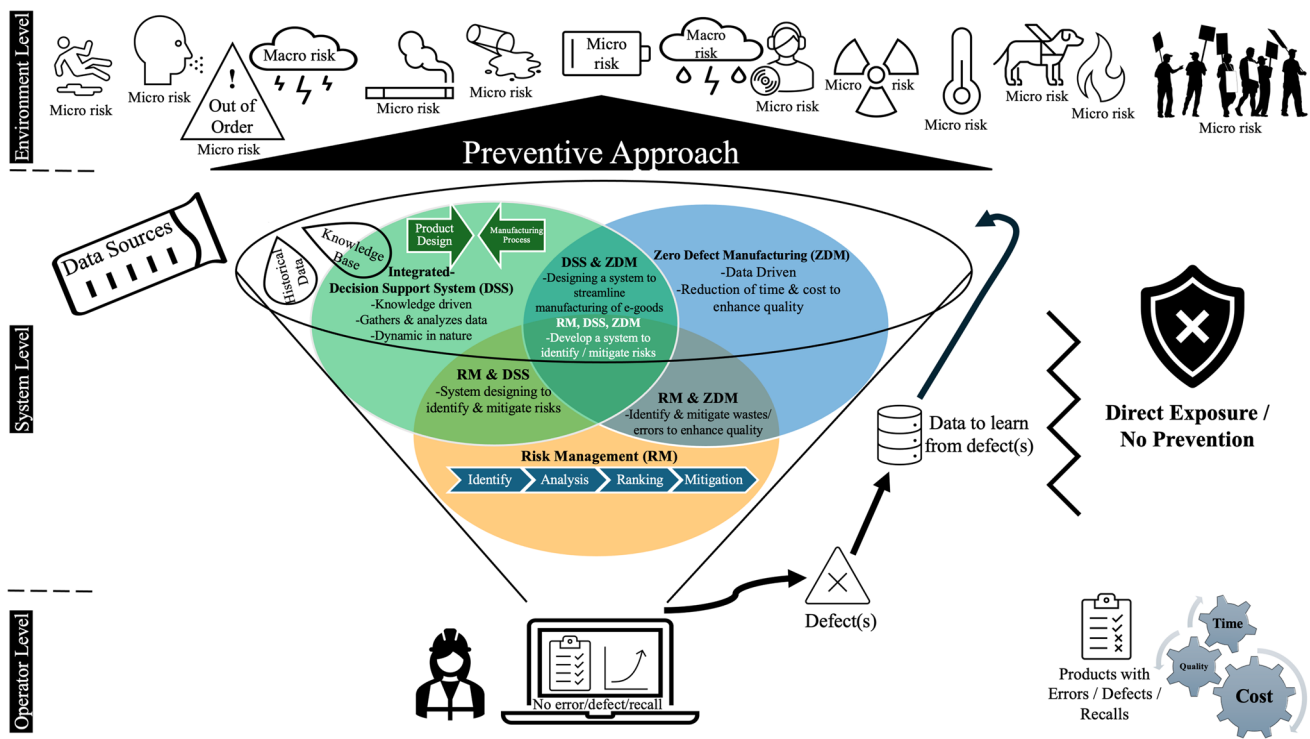 Environment Level
Micro risk
Micro risk
!
Out of
Order
Micro risk
Macro risk
Micro risk
Micro risk
Micro
risk
Macro
risk
Micro risk
Micro risk
Micro risk
Micro risk
Micro risk
Preventive Approach
System Level
Data Sources
Historical
Data
Knowledge
Base
Product
Design
Manufacturing
Process
Integrated-
Decision Support System (DSS)
-Knowledge driven
-Gathers & analyzes data
-Dynamic in nature
DSS & ZDM
-Designing a system to
streamline
manufacturing of e-goods
RM, DSS, ZDM
-Develop a system to
identify / mitigate risks
Zero Defect Manufacturing (ZDM)
-Data Driven
-Reduction of time & cost to
enhance quality
RM & DSS
-System designing to
identify & mitigate risks
RM & ZDM
-Identify & mitigate wastes/
errors to enhance quality
Risk Management (RM)
Identify
Analysis
Ranking
Mitigation
Data to learn
from defect(s)
Direct Exposure /
No Prevention
Operator Level
No error/defect/recall
Defect(s)
Products with
Errors / Defects /
Recalls
Time
Quality
Cost